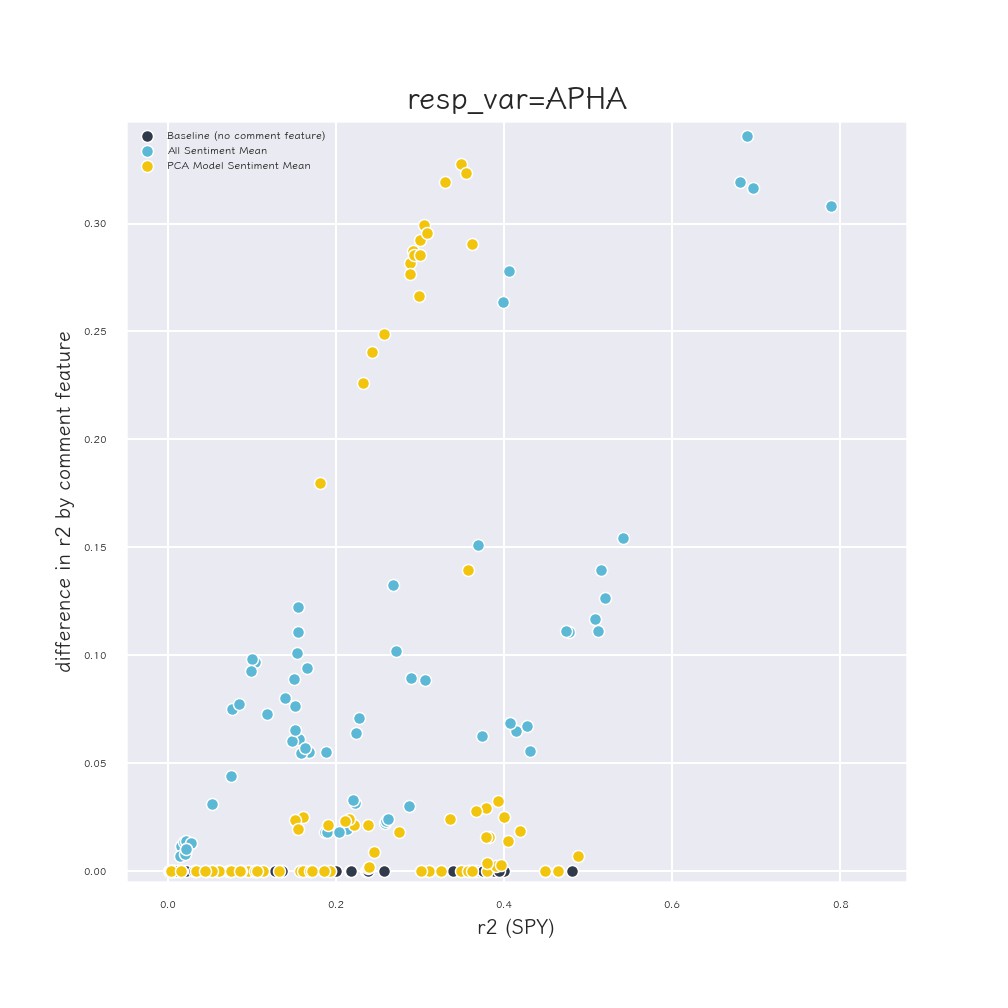 resp_var=APHA
Baseline (no comment feature)
All Sentiment Mean
PCA Model Sentiment Mean
difference in r2 by comment feature
0.30
0.25
0.20
0.15
0.10
0.05
0.00
0.0 0.2 0.4 0.6 0.8
r2 (SPY)